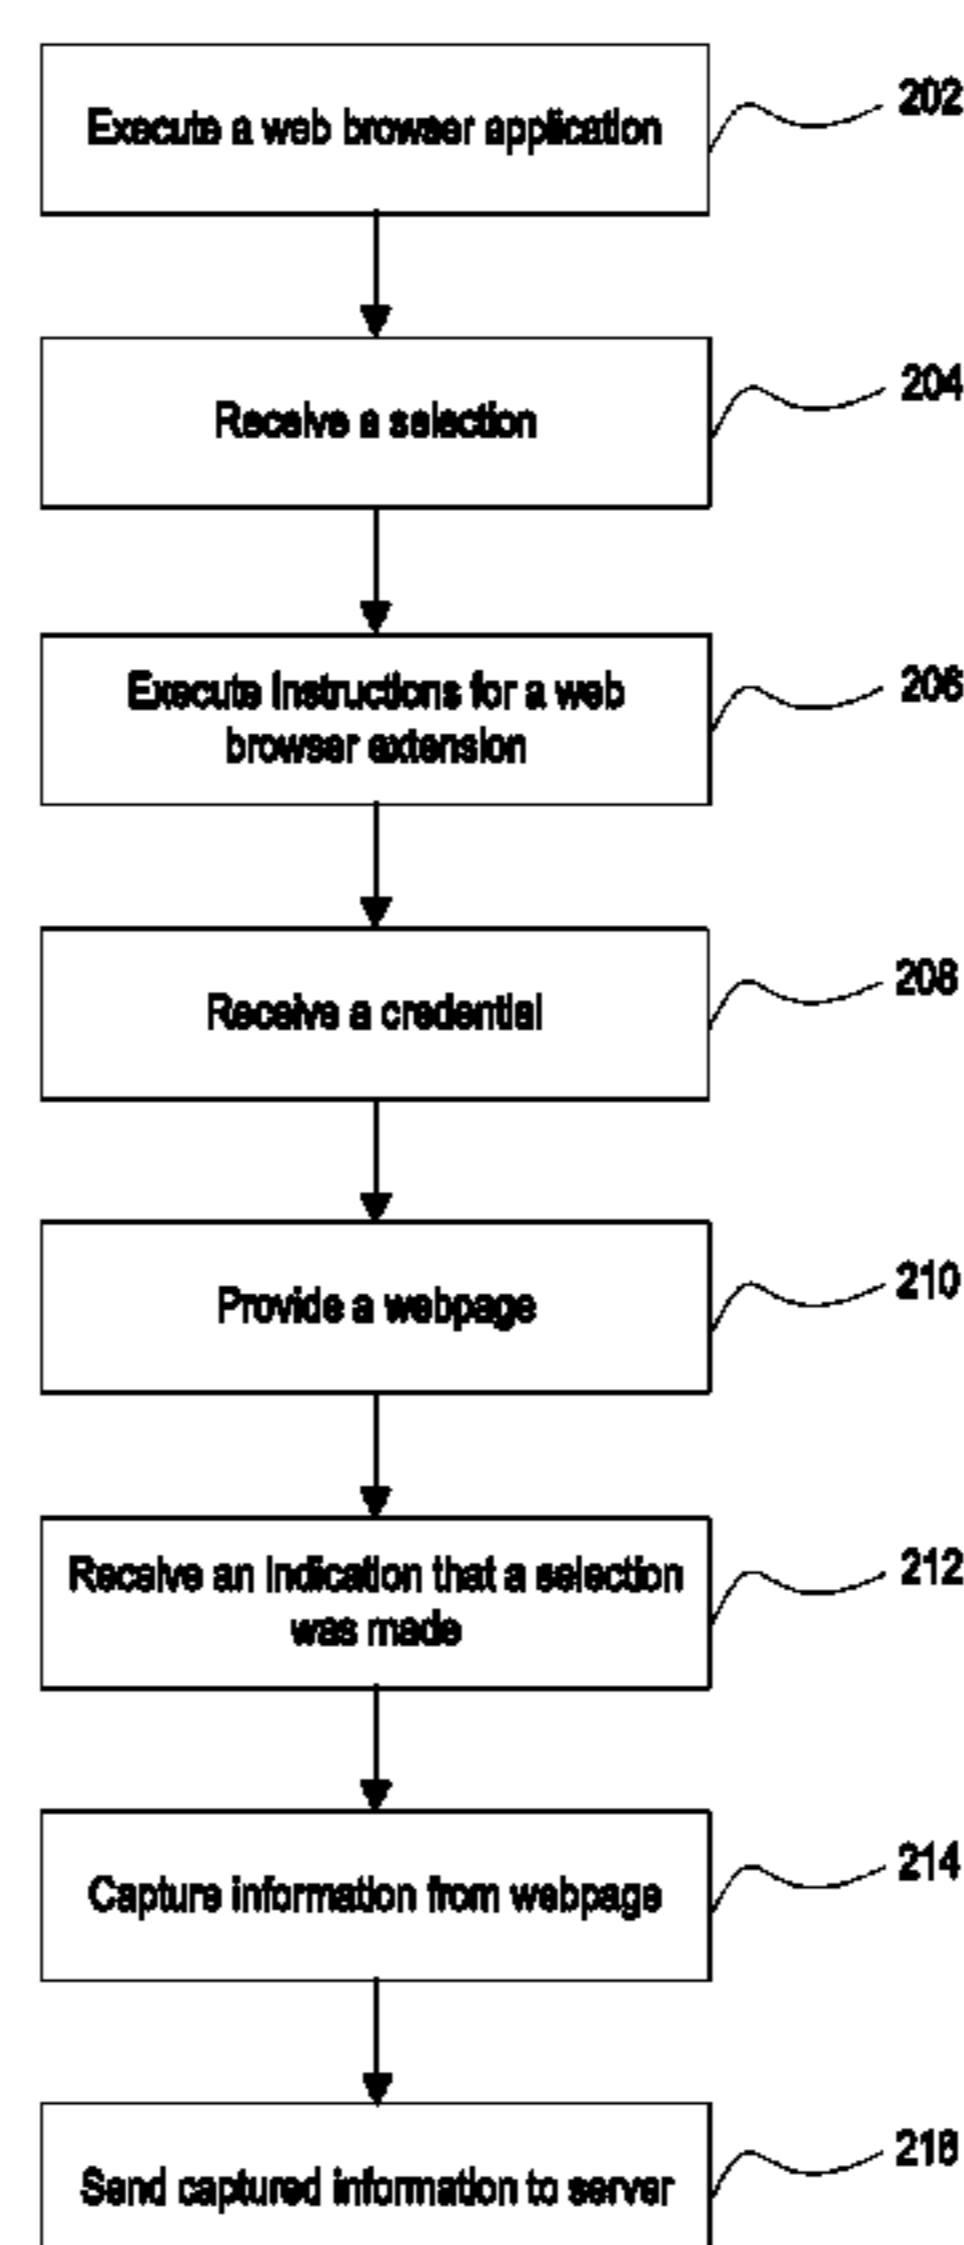 Execute a web browser application
202
Receive a selection
204
Execute instructions for a web
browser extension
206
Receive a credential
208
Provide a webpage
210
Receive an indication that a selection
was made
212
Capture information from webpage
214
Send captured information to server
216